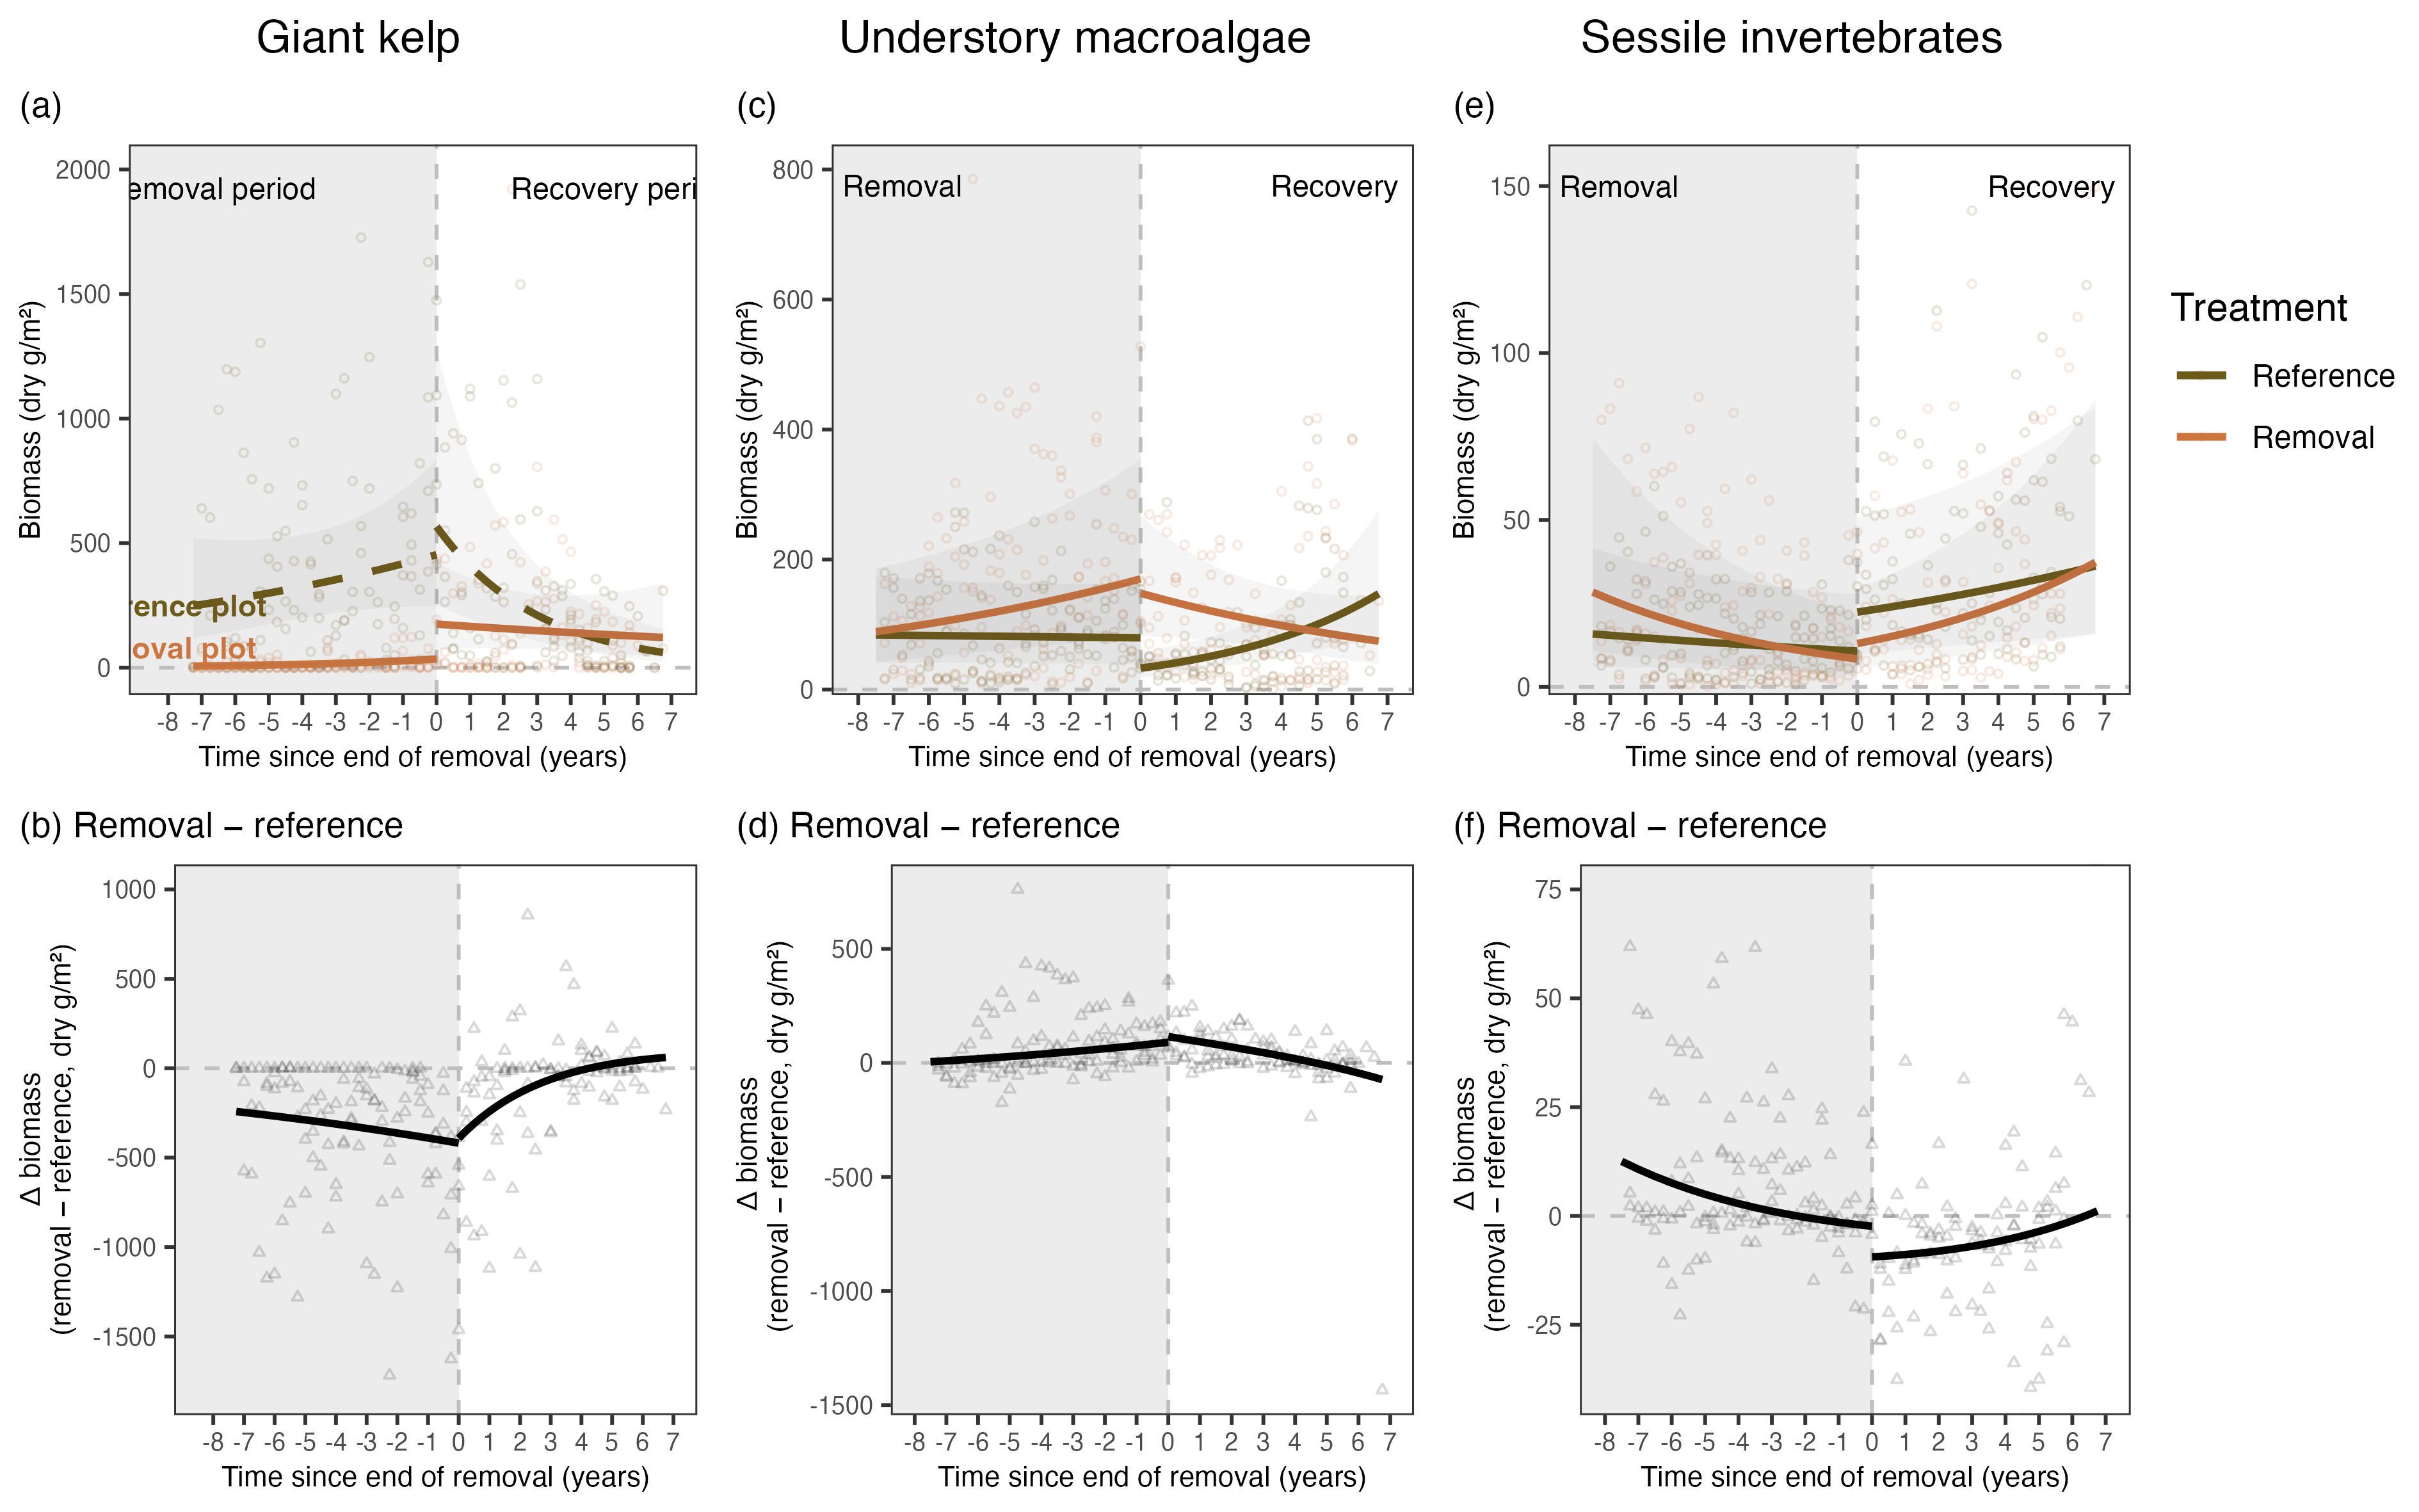 Giant kelp
Understory macroalgae
Sessile invertebrates
(a)
2000
1500
1000
500
0
Biomass (dry g/m²)
emoval period
Recovery peri
rence plot
oval plot
-8 -7 -6 -5 -4 -3 -2 -1 0 1 2 3 4 5 6 7
Time since end of removal (years)
(c)
800
600
400
200
0
Biomass (dry g/m²)
Removal
Recovery
-8 -7 -6 -5 -4 -3 -2 -1 0 1 2 3 4 5 6 7
Time since end of removal (years)
(e)
150
100
50
0
Biomass (dry g/m²)
Removal
Recovery
-8 -7 -6 -5 -4 -3 -2 -1 0 1 2 3 4 5 6 7
Time since end of removal (years)
Treatment
Reference
Removal
(b) Removal − reference
1000
500
0
-500
-1000
-1500
Δ biomass
(removal − reference, dry g/m²)
-8 -7 -6 -5 -4 -3 -2 -1 0 1 2 3 4 5 6 7
Time since end of removal (years)
(d) Removal − reference
500
0
-500
-1000
-1500
Δ biomass
(removal − reference, dry g/m²)
-8 -7 -6 -5 -4 -3 -2 -1 0 1 2 3 4 5 6 7
Time since end of removal (years)
(f) Removal − reference
75
50
25
0
-25
Δ biomass
(removal − reference, dry g/m²)
-8 -7 -6 -5 -4 -3 -2 -1 0 1 2 3 4 5 6 7
Time since end of removal (years)